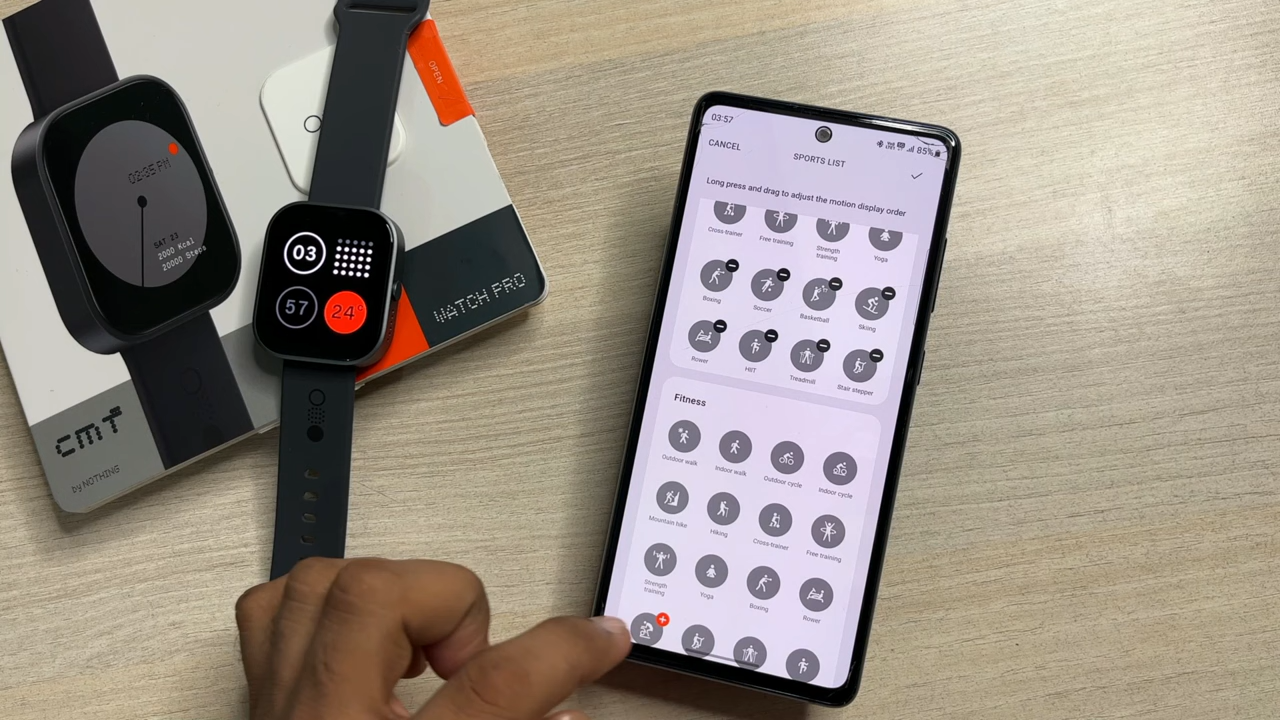 OPEN
02:35 PM
SAT 23
2000 Kcal
20000 Steps
03
57
24°
WATCH PRO
cmf
by NOTHING
03:57
85%
CANCEL
SPORTS LIST
Long press and drag to adjust the motion display order
Cross-trainer
Free training
Strength
training
Yoga
Boxing
Soccer
Basketball
Skiing
Rower
HIIT
Treadmill
Stair stepper
Fitness
Outdoor walk
Indoor walk
Outdoor cycle
Indoor cycle
Mountain bike
Hiking
Cross-trainer
Free training
Strength
training
Yoga
Boxing
Rower